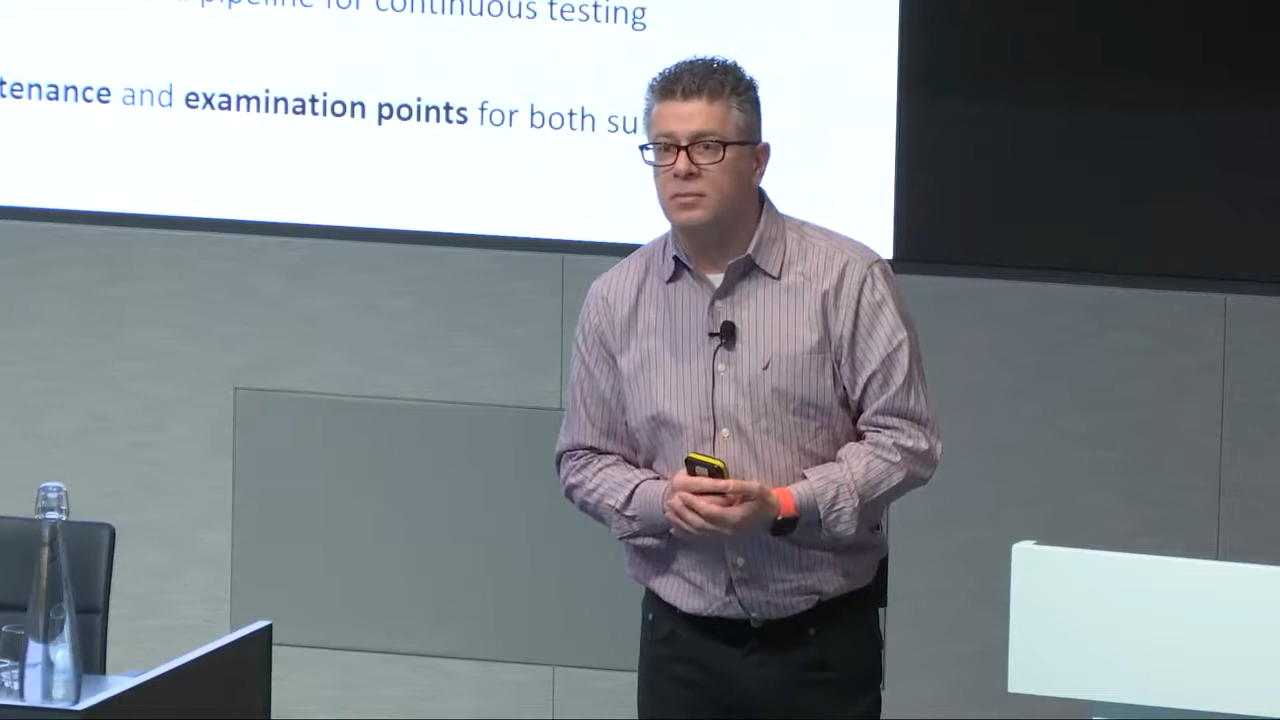 pipeline for continuous testing
tenance and examination points for both su